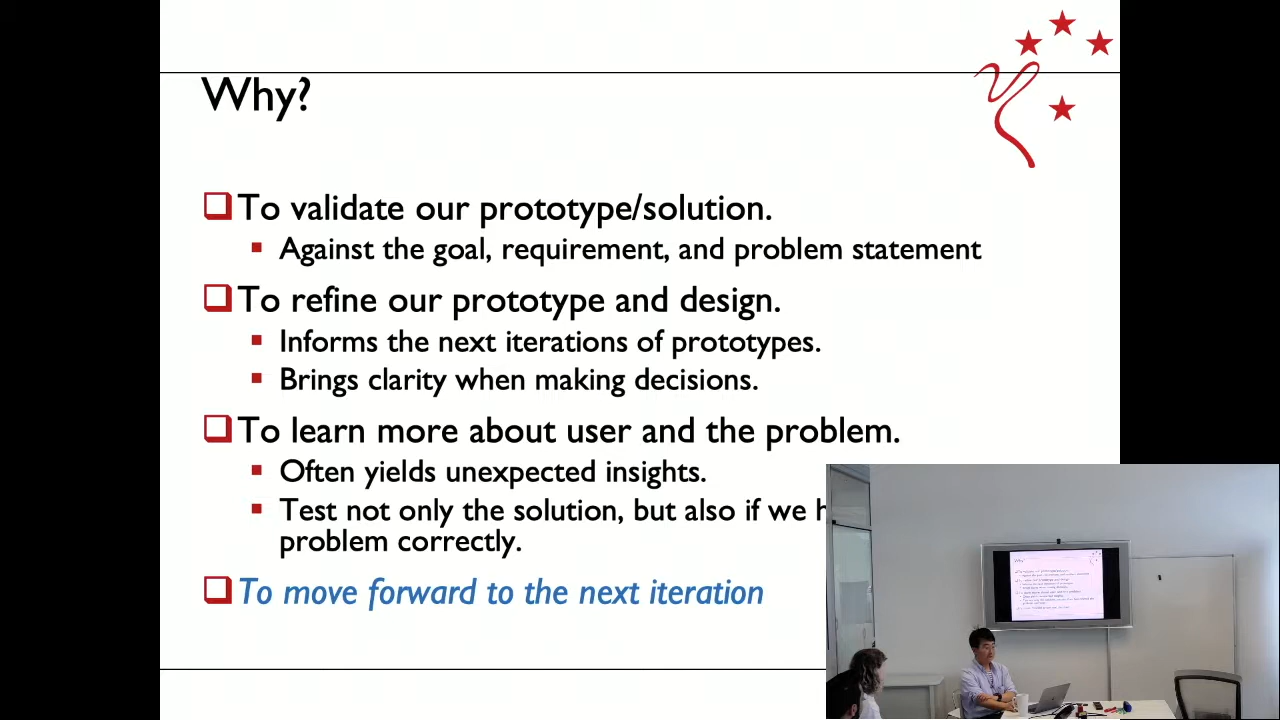 Why?
To validate our prototype/solution.
Against the goal, requirement, and problem statement
To refine our prototype and design.
Informs the next iterations of prototypes.
Brings clarity when making decisions.
To learn more about user and the problem.
Often yields unexpected insights.
Test not only the solution, but also if we
problem correctly.
To move forward to the next iteration